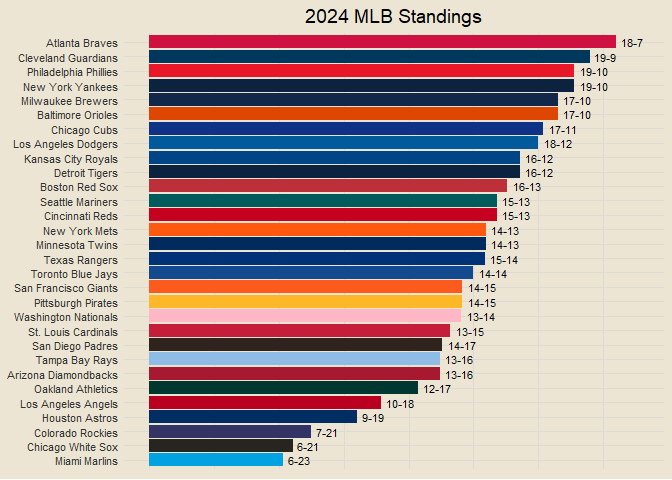 2024 MLB Standings
Atlanta Braves 18-7
Cleveland Guardians 19-9
Philadelphia Phillies 19-10
New York Yankees 19-10
Milwaukee Brewers 17-10
Baltimore Orioles 17-10
Chicago Cubs 17-11
Los Angeles Dodgers 18-12
Kansas City Royals 16-12
Detroit Tigers 16-12
Boston Red Sox 16-13
Seattle Mariners 15-13
Cincinnati Reds 15-13
New York Mets 14-13
Minnesota Twins 14-13
Texas Rangers 15-14
Toronto Blue Jays 14-14
San Francisco Giants 14-15
Pittsburgh Pirates 14-15
Washington Nationals 13-14
St. Louis Cardinals 13-15
San Diego Padres 14-17
Tampa Bay Rays 13-16
Arizona Diamondbacks 13-16
Oakland Athletics 12-17
Los Angeles Angels 10-18
Houston Astros 9-19
Colorado Rockies 7-21
Chicago White Sox 6-21
Miami Marlins 6-23